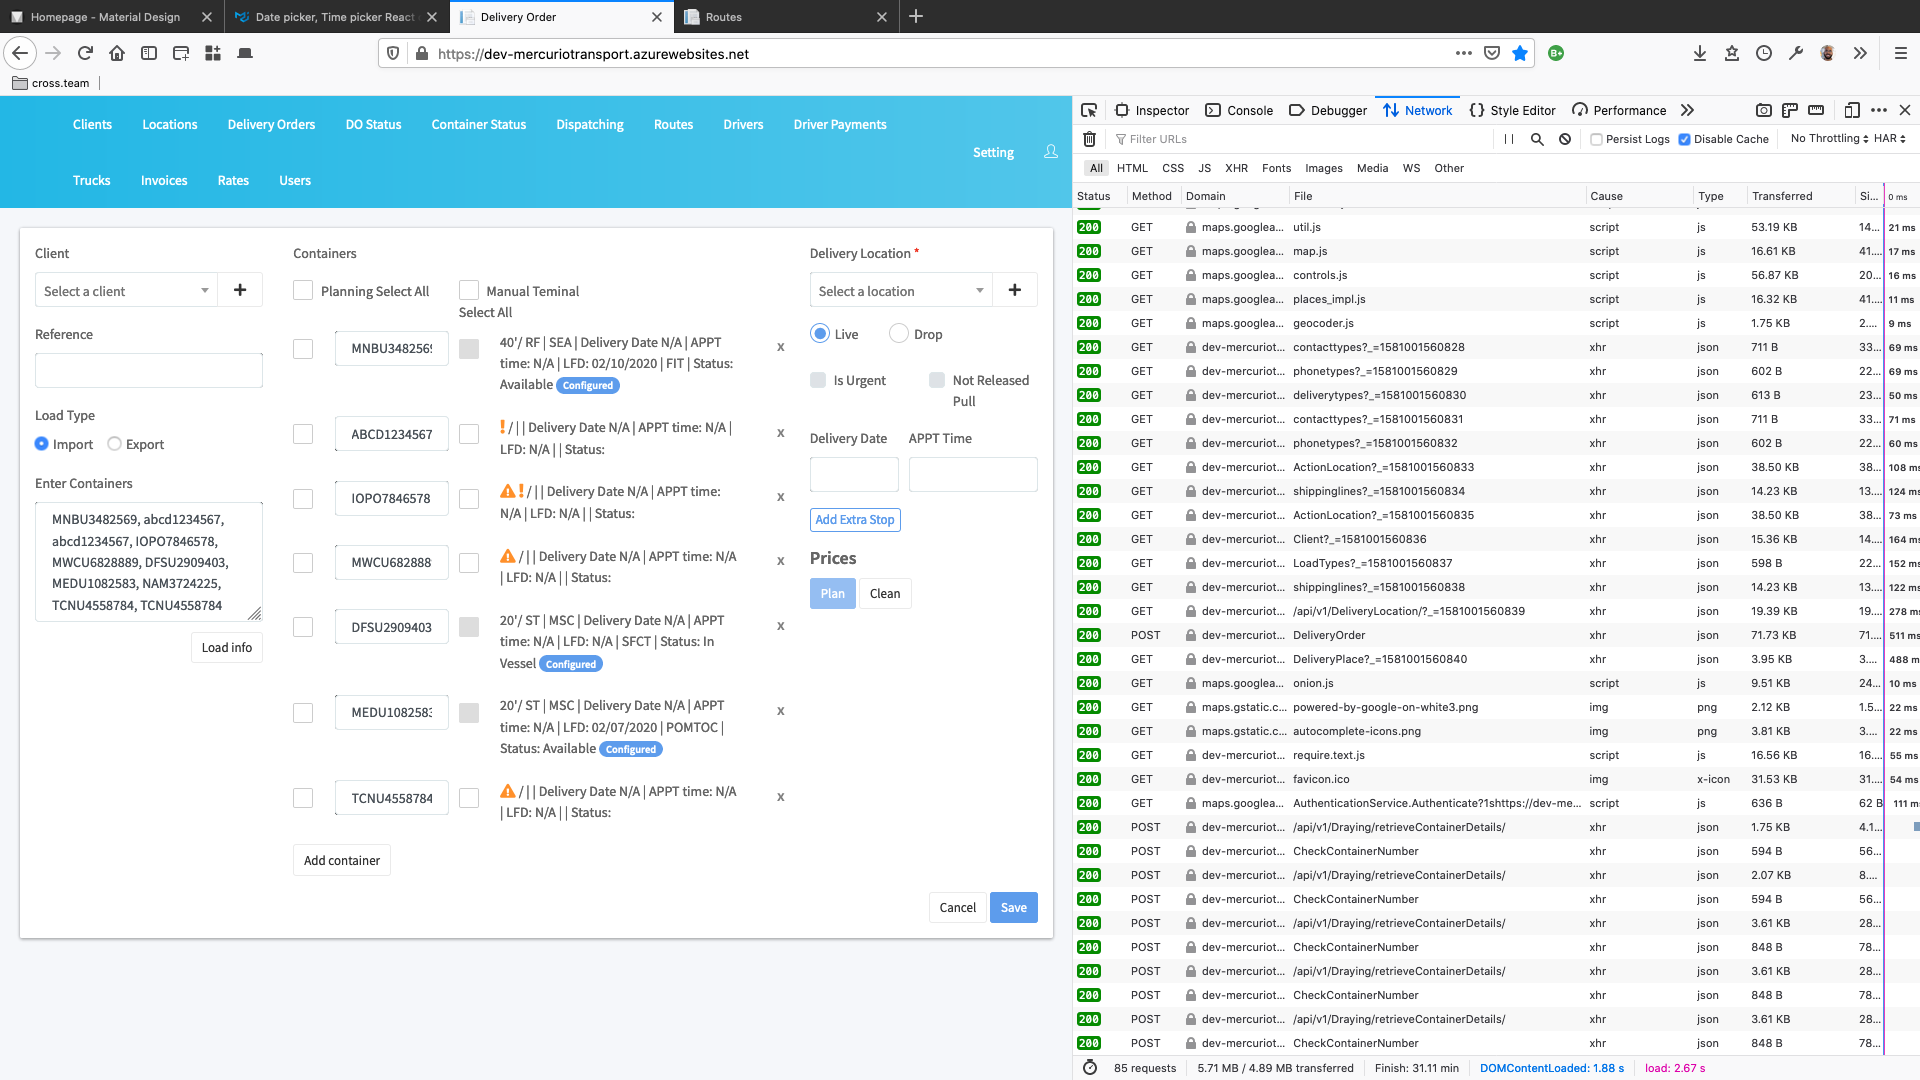 Homepage - Material Design
Date picker, Time picker React
Delivery Order
Routes
https://dev-mercuriotransport.azurewebsites.net
cross.team
Clients
Locations
Delivery Orders
DO Status
Container Status
Dispatching
Routes
Drivers
Driver Payments
Setting
Trucks
Invoices
Rates
Users
Client
Select a client
Reference
Load Type
Import
Export
Enter Containers
MNBU3482569, abcd1234567,
abcd1234567, IOPO7846578,
MWCU6828889, DFSU2909403,
MEDU1082583, NAM3724225,
TCNU4558784, TCNU4558784
Load info
Containers
Planning Select All
Manual Teminal
Select All
MNBU3482569
40'/ RF | SEA | Delivery Date N/A | APPT
time: N/A | LFD: 02/10/2020 | FIT | Status:
Available Configured
x
ABCD1234567
! / | | Delivery Date N/A | APPT time: N/A |
LFD: N/A | | Status:
x
IOPO7846578
! / | | Delivery Date N/A | APPT time:
N/A | LFD: N/A | | Status:
x
MWCU682888
/ | | Delivery Date N/A | APPT time: N/A
| LFD: N/A | | Status:
x
DFSU2909403
20'/ ST | MSC | Delivery Date N/A | APPT
time: N/A | LFD: N/A | SFCT | Status: In
Vessel Configured
x
MEDU1082583
20'/ ST | MSC | Delivery Date N/A | APPT
time: N/A | LFD: 02/07/2020 | POMTOC |
Status: Available Configured
x
TCNU4558784
/ | | Delivery Date N/A | APPT time: N/A
| LFD: N/A | | Status:
x
Add container
Delivery Location *
Select a location
Live
Drop
Is Urgent
Not Released
Pull
Delivery Date
APPT Time
Add Extra Stop
Prices
Plan
Clean
Cancel
Save
Inspector
Console
Debugger
Network
Style Editor
Performance
Filter URLs
Persist Logs
Disable Cache
No Throttling
HAR
All HTML CSS JS XHR Fonts Images Media WS Other
Status Method Domain File Cause Type Transferred Si... 0 ms
200 GET maps.googlea... util.js script js 53.19 KB 14... 21 ms
200 GET maps.googlea... map.js script js 16.61 KB 41... 17 ms
200 GET maps.googlea... controls.js script js 56.87 KB 20... 16 ms
200 GET maps.googlea... places_impl.js script js 16.32 KB 41... 11 ms
200 GET maps.googlea... geocoder.js script js 1.75 KB 2... 9 ms
200 GET dev-mercuriot... contacttypes?_=1581001560828 xhr json 711 B 33... 69 ms
200 GET dev-mercuriot... phonetypes?_=1581001560829 xhr json 602 B 22... 69 ms
200 GET dev-mercuriot... deliverytypes?_=1581001560830 xhr json 613 B 23... 50 ms
200 GET dev-mercuriot... contacttypes?_=1581001560831 xhr json 711 B 33... 71 ms
200 GET dev-mercuriot... phonetypes?_=1581001560832 xhr json 602 B 22... 60 ms
200 GET dev-mercuriot... ActionLocation?_=1581001560833 xhr json 38.50 KB 38... 108 ms
200 GET dev-mercuriot... shippinglines?_=1581001560834 xhr json 14.23 KB 13... 124 ms
200 GET dev-mercuriot... ActionLocation?_=1581001560835 xhr json 38.50 KB 38... 73 ms
200 GET dev-mercuriot... Client?_=1581001560836 xhr json 15.36 KB 14... 164 ms
200 GET dev-mercuriot... LoadTypes?_=1581001560837 xhr json 598 B 22... 152 ms
200 GET dev-mercuriot... shippinglines?_=1581001560838 xhr json 14.23 KB 13... 122 ms
200 GET dev-mercuriot... /api/v1/DeliveryLocation/?_=1581001560839 xhr json 19.39 KB 19... 278 ms
200 POST dev-mercuriot... DeliveryOrder xhr json 71.73 KB 71... 511 ms
200 GET dev-mercuriot... DeliveryPlace?_=1581001560840 xhr json 3.95 KB 3... 488 ms
200 GET maps.googlea... onion.js script js 9.51 KB 24... 10 ms
200 GET maps.gstatic.c... powered-by-google-on-white3.png img png 2.12 KB 1.5... 22 ms
200 GET maps.gstatic.c... autocomplete-icons.png img png 3.81 KB 3... 22 ms
200 GET dev-mercuriot... require.text.js script js 16.56 KB 16... 55 ms
200 GET dev-mercuriot... favicon.ico img x-icon 31.53 KB 31... 54 ms
200 GET maps.googlea... AuthenticationService.Authenticate?1shttps://dev-me... script js 636 B 62 B 111 ms
200 POST dev-mercuriot... /api/v1/Draying/retrieveContainerDetails/ xhr json 1.75 KB 4.1...
200 POST dev-mercuriot... CheckContainerNumber xhr json 594 B 56...
200 POST dev-mercuriot... /api/v1/Draying/retrieveContainerDetails/ xhr json 2.07 KB 8....
200 POST dev-mercuriot... CheckContainerNumber xhr json 594 B 56...
200 POST dev-mercuriot... /api/v1/Draying/retrieveContainerDetails/ xhr json 3.61 KB 28...
200 POST dev-mercuriot... CheckContainerNumber xhr json 848 B 78...
200 POST dev-mercuriot... /api/v1/Draying/retrieveContainerDetails/ xhr json 3.61 KB 28...
200 POST dev-mercuriot... CheckContainerNumber xhr json 848 B 78...
200 POST dev-mercuriot... /api/v1/Draying/retrieveContainerDetails/ xhr json 3.61 KB 28...
200 POST dev-mercuriot... CheckContainerNumber xhr json 848 B 78...
85 requests 5.71 MB / 4.89 MB transferred Finish: 31.11 min DOMContentLoaded: 1.88 s load: 2.67 s